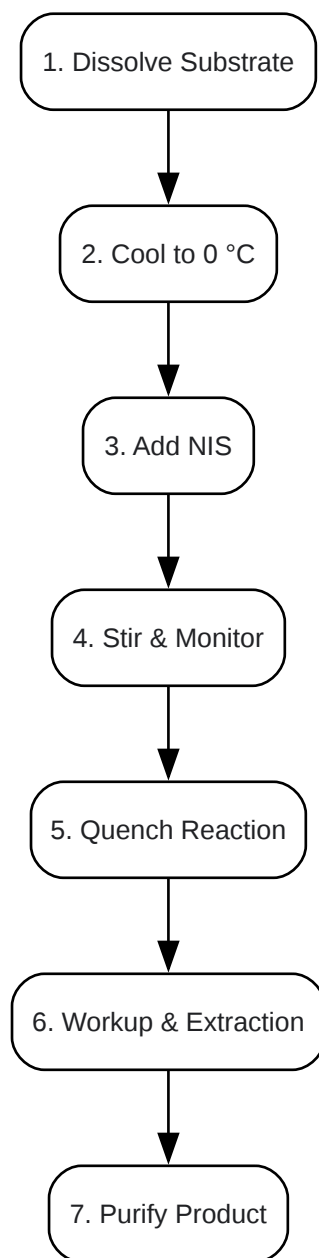 1. Dissolve Substrate
2. Cool to 0 °C
3. Add NIS
4. Stir & Monitor
5. Quench Reaction
6. Workup & Extraction
7. Purify Product